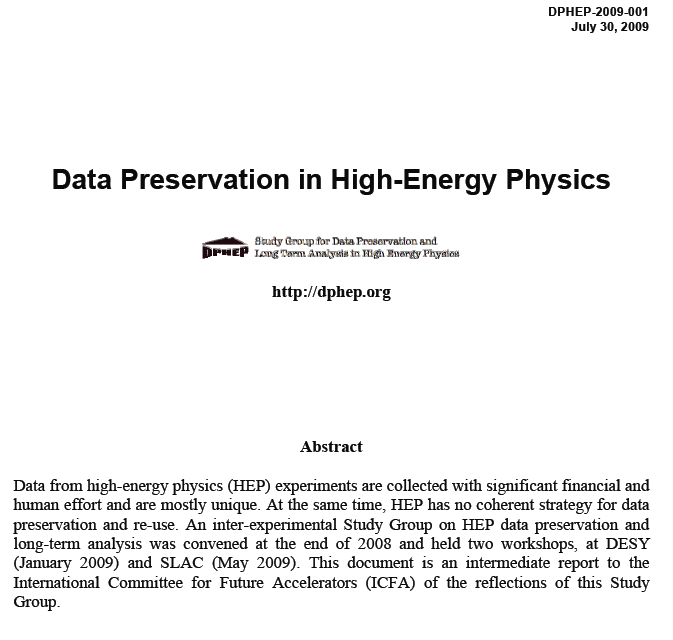 DPHEP-2009-001
July 30, 2009
Data Preservation in High-Energy Physics
DPHEP
Study Group for Data Preservation and
Long Term Analysis in High Energy Physics
http://dphep.org
Abstract
Data from high-energy physics (HEP) experiments are collected with significant financial and
human effort and are mostly unique. At the same time, HEP has no coherent strategy for data
preservation and re-use. An inter-experimental Study Group on HEP data preservation and
long-term analysis was convened at the end of 2008 and held two workshops, at DESY
(January 2009) and SLAC (May 2009). This document is an intermediate report to the
International Committee for Future Accelerators (ICFA) of the reflections of this Study
Group.